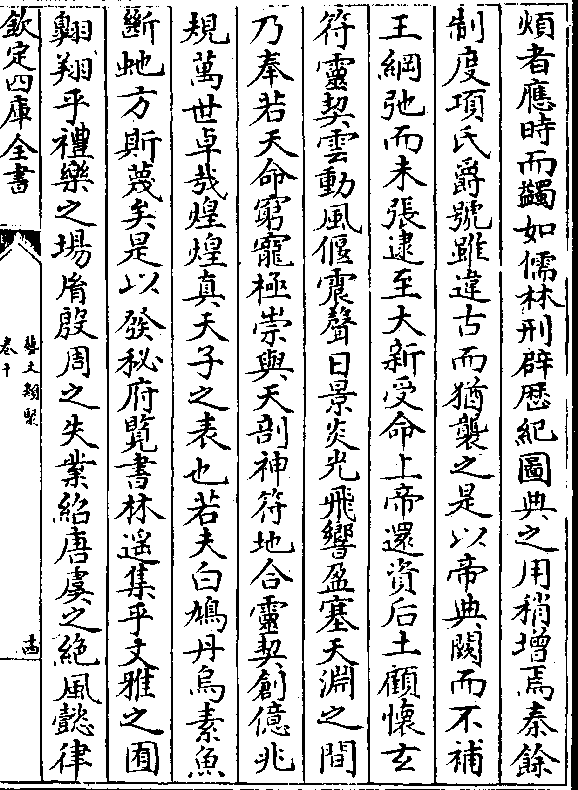 煩者應時而蠲如儒林刑辟歷紀圖典之用稍增焉秦餘
制度項氏爵號雖違古而猶襲之是以帝典闕而不補
王綱弛而未張逮至大新受命上帝還資后土顧懷玄
符靈契雲動風偃震聲日景炎光飛響盈塞天淵之間
乃奉若天命窮寵極崇與天剖神符地合靈契創億兆
規萬世卓哉煌煌真天子之表也若夫白鳩丹烏素魚
斷虵方斯蔑矣是以發秘府覽書林遥集乎文雅之囿
翺翔乎禮樂之場脩殷周之失業紹唐虞之絶風懿律
欽定四庫全書
藝文類聚
卷十
十四